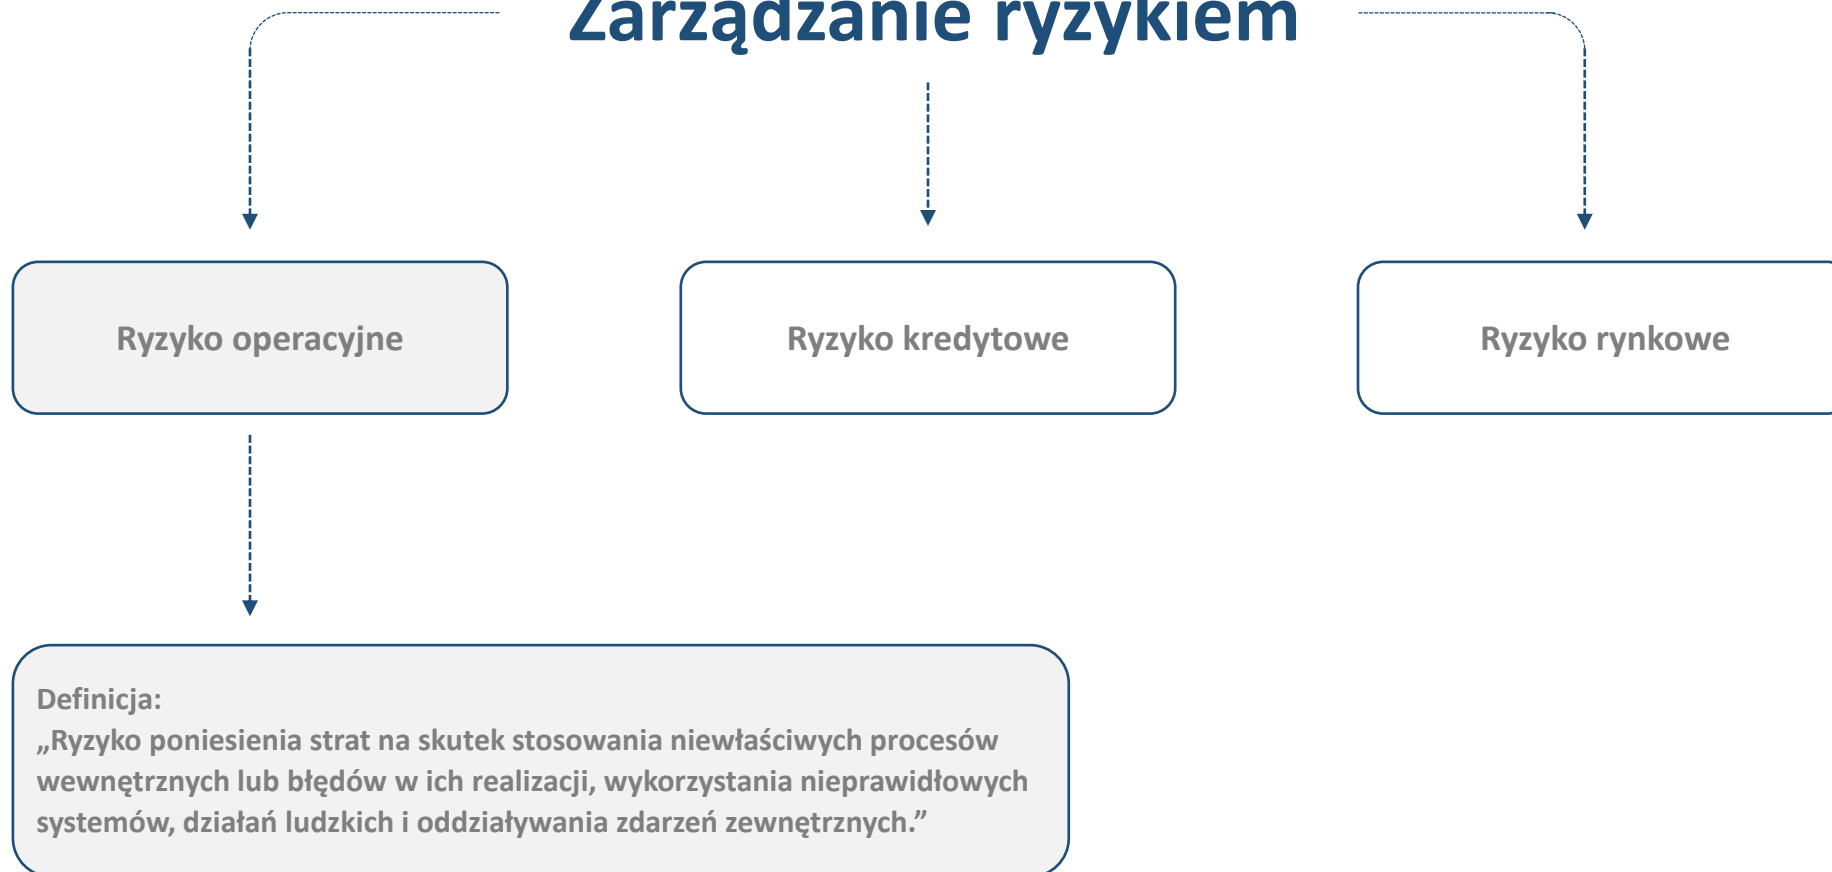 Zarządzanie ryzykiem
Ryzyko operacyjne
Ryzyko kredytowe
Ryzyko rynkowe
Definicja:
„Ryzyko poniesienia strat na skutek stosowania niewłaściwych procesów
wewnętrznych lub błędów w ich realizacji, wykorzystania nieprawidłowych
systemów, działań ludzkich i oddziaływania zdarzeń zewnętrznych.”